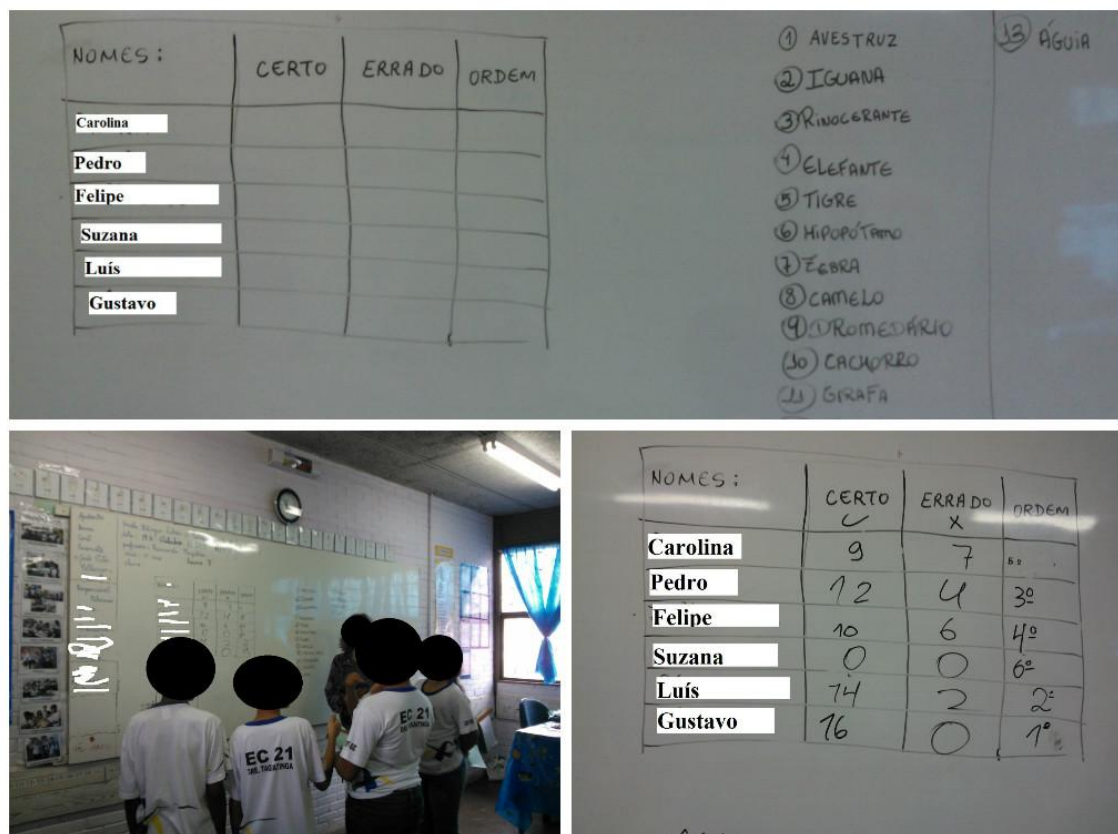 NOMES:
CERTO
ERRADO
ORDEM
Carolina
Pedro
Felipe
Suzana
Luís
Gustavo
1 AVESTRUZ
2 IGUANA
3 RINOCERANTE
4 ELEFANTE
5 TIGRE
6 HIPOPÓTAMO
7 ZEBRA
8 CAMELO
9 DROMEDÁRIO
10 CACHORRO
11 GIRAFA
13 ÁGUIA
EC 21
EC 21
TAGUATINGA
NOMES: CERTO ✓ ERRADO X ORDEM
Carolina 9 7
Pedro 12 4 3º
Felipe 10 6 4º
Suzana 0 0 6º
Luís 14 2 2º
Gustavo 16 0 1º